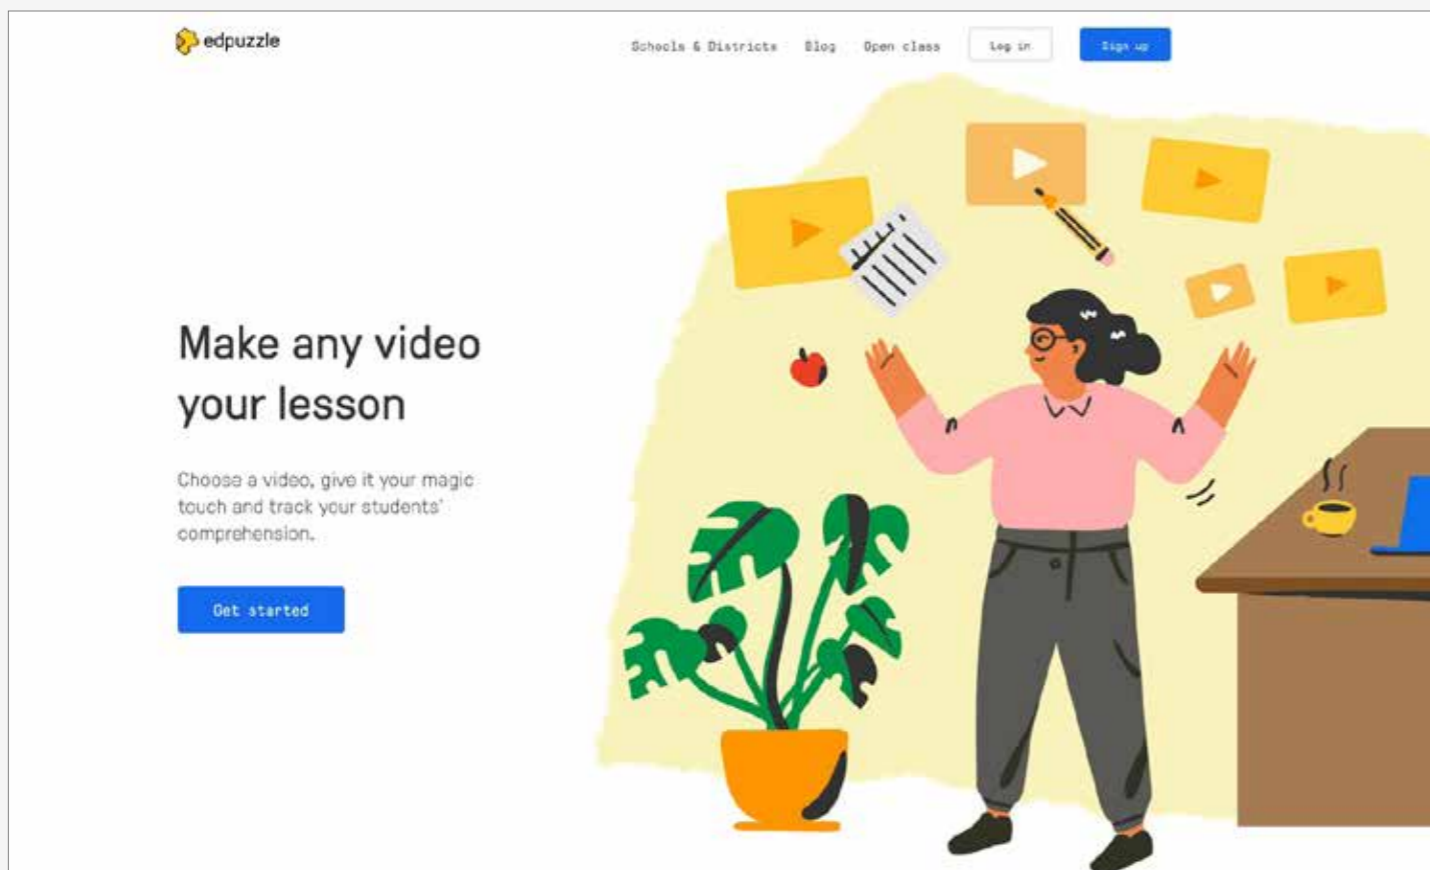 edpuzzle
Schools & Districts Blog Open class Log in Sign up
Make any video
your lesson
Choose a video, give it your magic
touch and track your students'
comprehension.
Get started